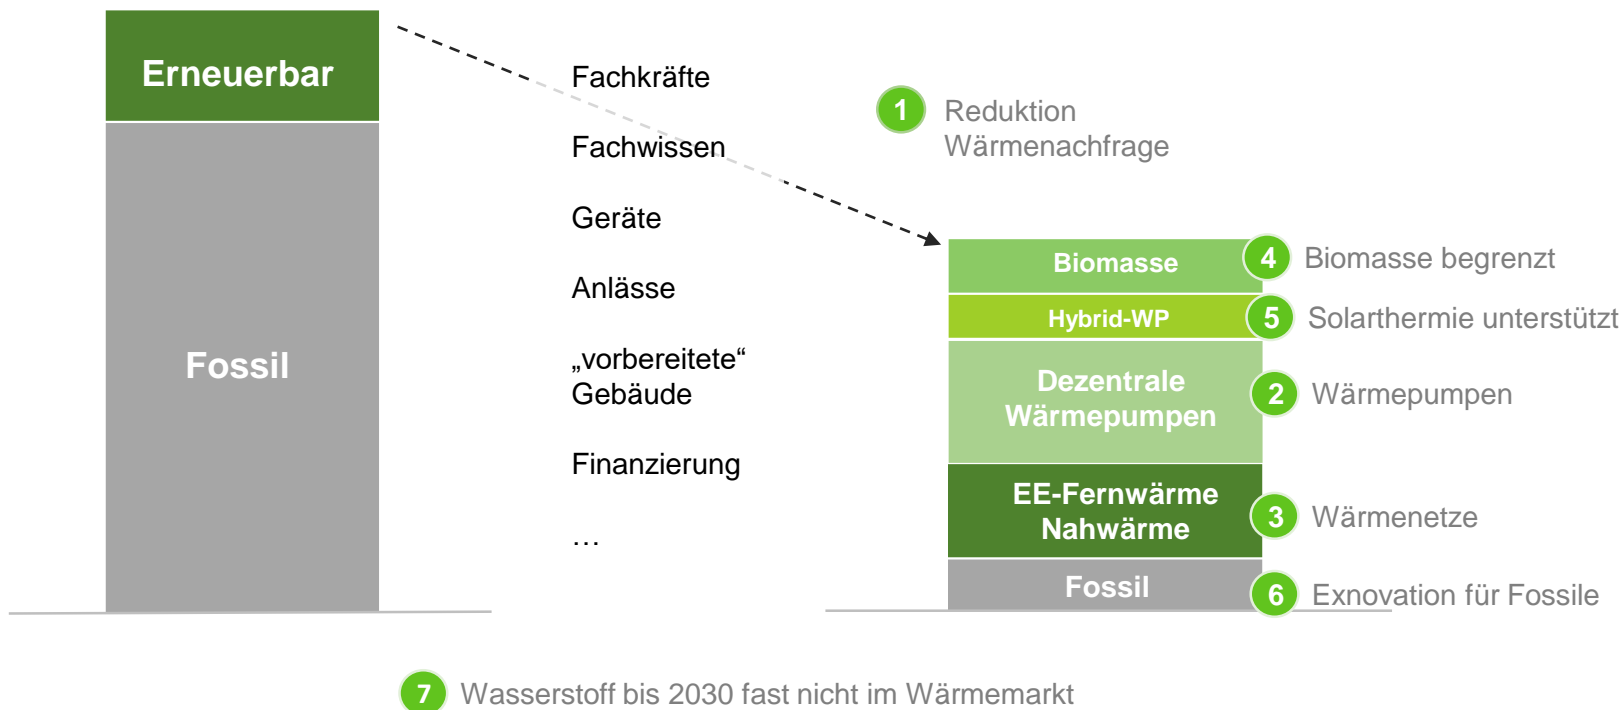 Erneuerbar
Fossil
Fachkräfte
Fachwissen
Geräte
Anlässe
„vorbereitete“
Gebäude
Finanzierung
…
1 Reduktion
Wärmenachfrage
Biomasse
4 Biomasse begrenzt
Hybrid-WP
5 Solarthermie unterstützt
Dezentrale
Wärmepumpen
2 Wärmepumpen
EE-Fernwärme
Nahwärme
3 Wärmenetze
Fossil
6 Exnovation für Fossile
7 Wasserstoff bis 2030 fast nicht im Wärmemarkt